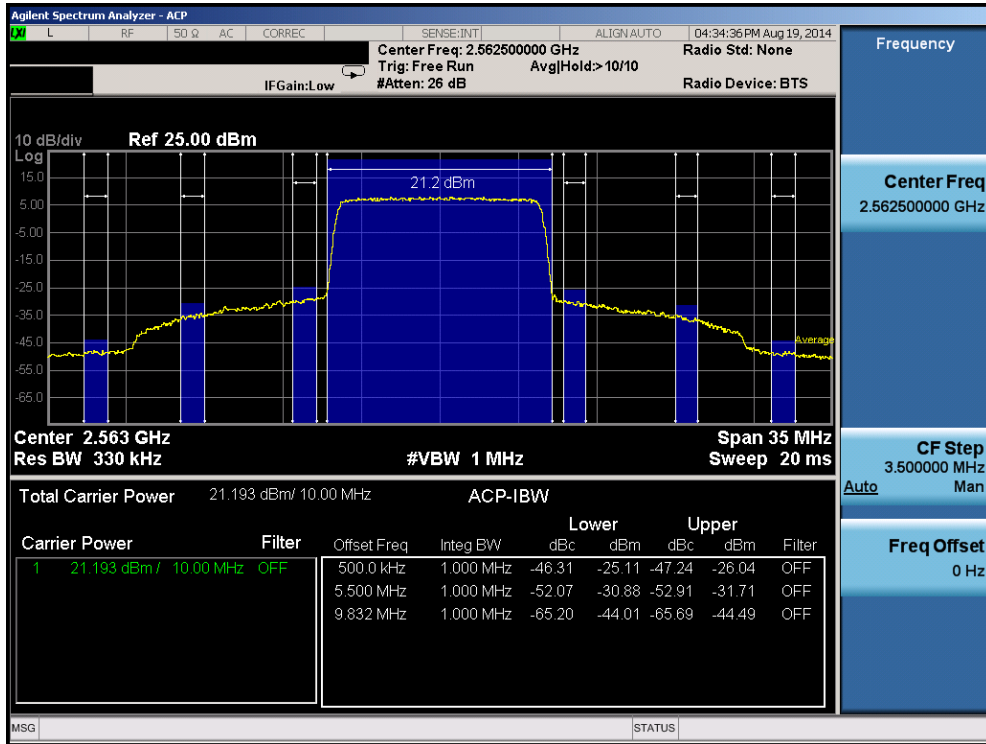 Agilent Spectrum Analyzer - ACP
LXI L RF 50 Ω AC CORREC SENSE:INT ALIGN AUTO 04:34:36 PM Aug 19, 2014
Center Freq: 2.562500000 GHz Radio Std: None
Trig: Free Run Avg|Hold:> 10/10
IFGain:Low #Atten: 26 dB Radio Device: BTS
10 dB/div Ref 25.00 dBm
Log
15.0
5.00
-5.00
-15.0
-25.0
-35.0
-45.0
-55.0
-65.0
21.2 dBm
Average
Center 2.563 GHz Span 35 MHz
Res BW 330 kHz #VBW 1 MHz Sweep 20 ms
Total Carrier Power 21.193 dBm/ 10.00 MHz ACP-IBW
Lower Upper
Carrier Power Filter Offset Freq Integ BW dBc dBm dBc dBm Filter
1 21.193 dBm / 10.00 MHz OFF 500.0 kHz 1.000 MHz -46.31 -25.11 -47.24 -26.04 OFF
5.500 MHz 1.000 MHz -52.07 -30.88 -52.91 -31.71 OFF
9.832 MHz 1.000 MHz -65.20 -44.01 -65.69 -44.49 OFF
MSG STATUS
Frequency
Center Freq
2.562500000 GHz
CF Step
3.500000 MHz
Auto Man
Freq Offset
0 Hz